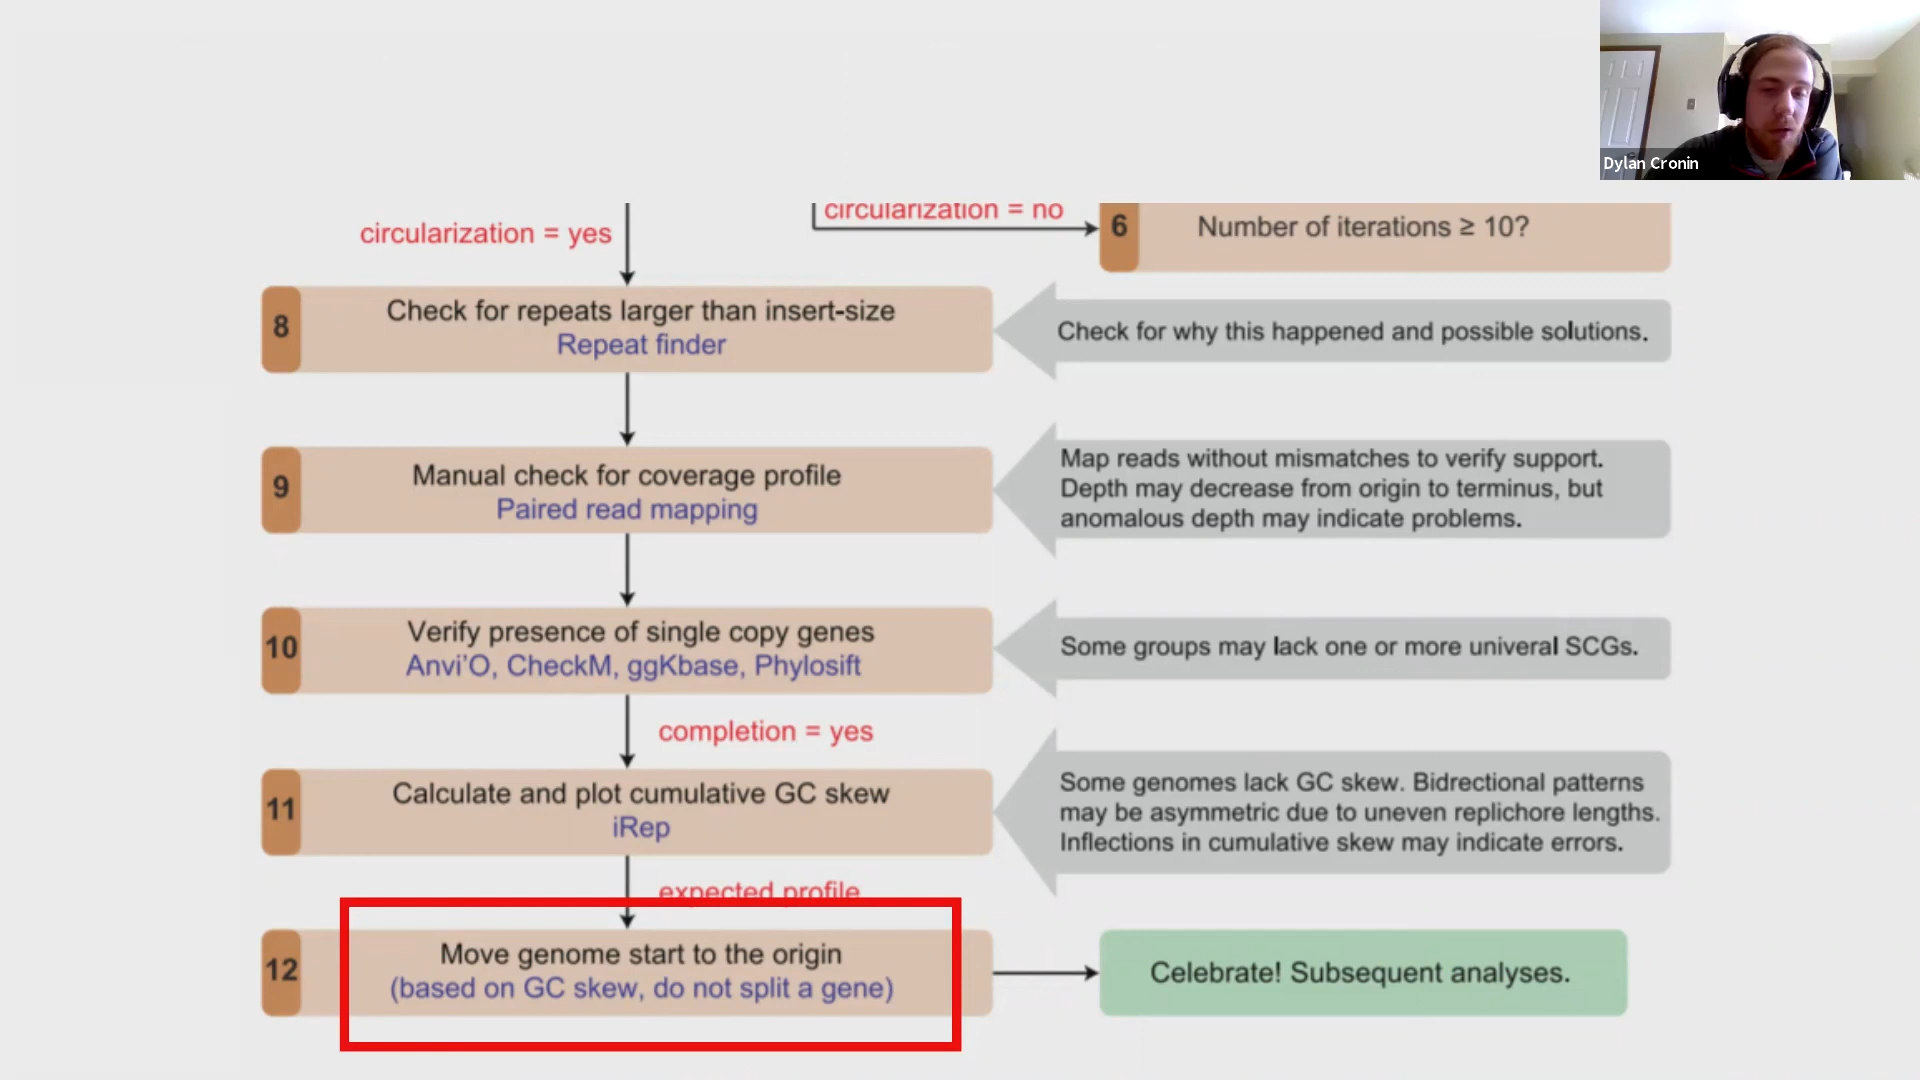 Dylan Cronin
circularization = yes
circularization = no
6
Number of iterations ≥ 10?
8
Check for repeats larger than insert-size
Repeat finder
Check for why this happened and possible solutions.
9
Manual check for coverage profile
Paired read mapping
Map reads without mismatches to verify support.
Depth may decrease from origin to terminus, but
anomalous depth may indicate problems.
10
Verify presence of single copy genes
Anvi'O, CheckM, ggKbase, Phylosift
Some groups may lack one or more univeral SCGs.
completion = yes
11
Calculate and plot cumulative GC skew
iRep
Some genomes lack GC skew. Bidrectional patterns
may be asymmetric due to uneven replichore lengths.
Inflections in cumulative skew may indicate errors.
expected profile
12
Move genome start to the origin
(based on GC skew, do not split a gene)
Celebrate! Subsequent analyses.